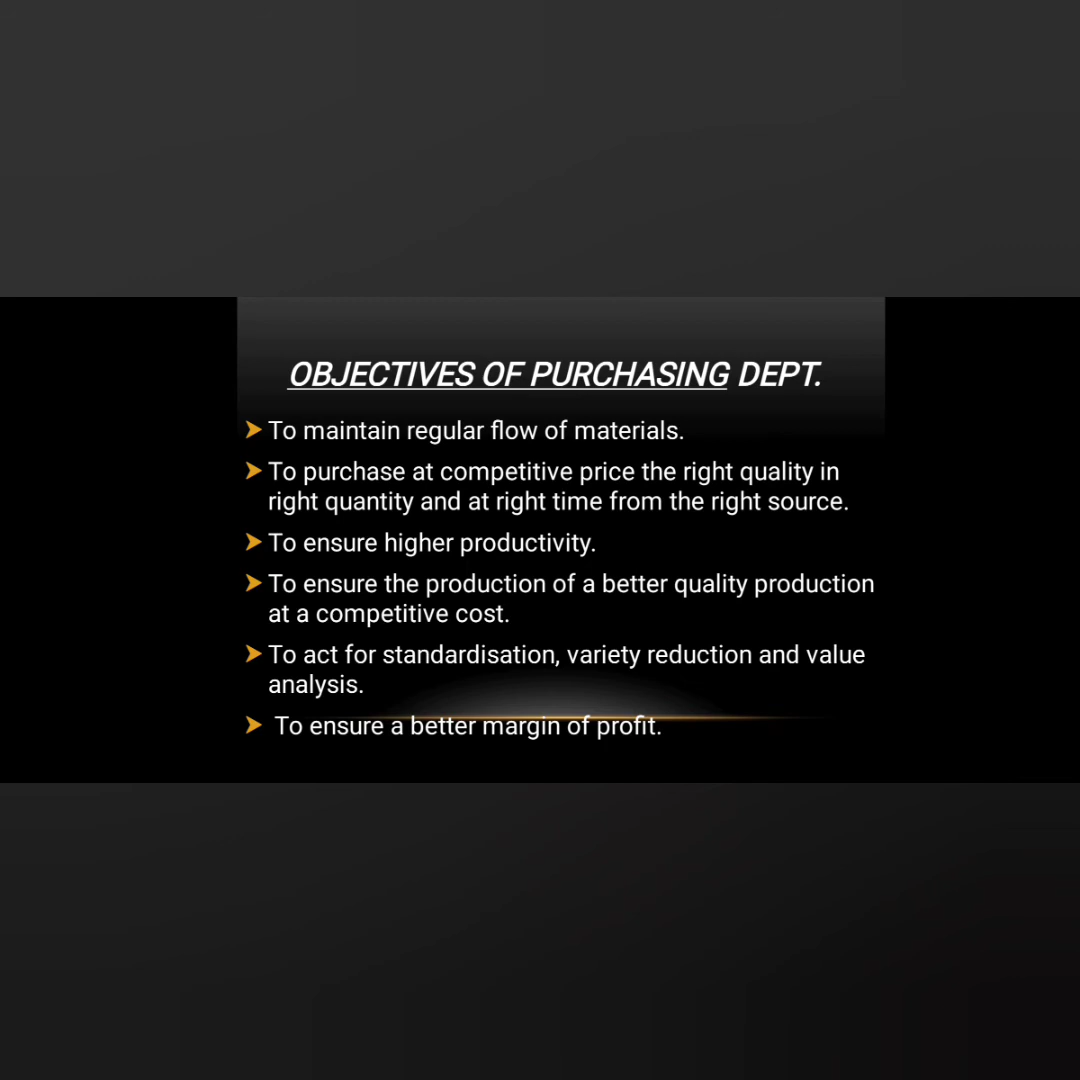 OBJECTIVES OF PURCHASING DEPT.
➤ To maintain regular flow of materials.
➤ To purchase at competitive price the right quality in
right quantity and at right time from the right source.
➤ To ensure higher productivity.
➤ To ensure the production of a better quality production
at a competitive cost.
➤ To act for standardisation, variety reduction and value
analysis.
➤ To ensure a better margin of profit.